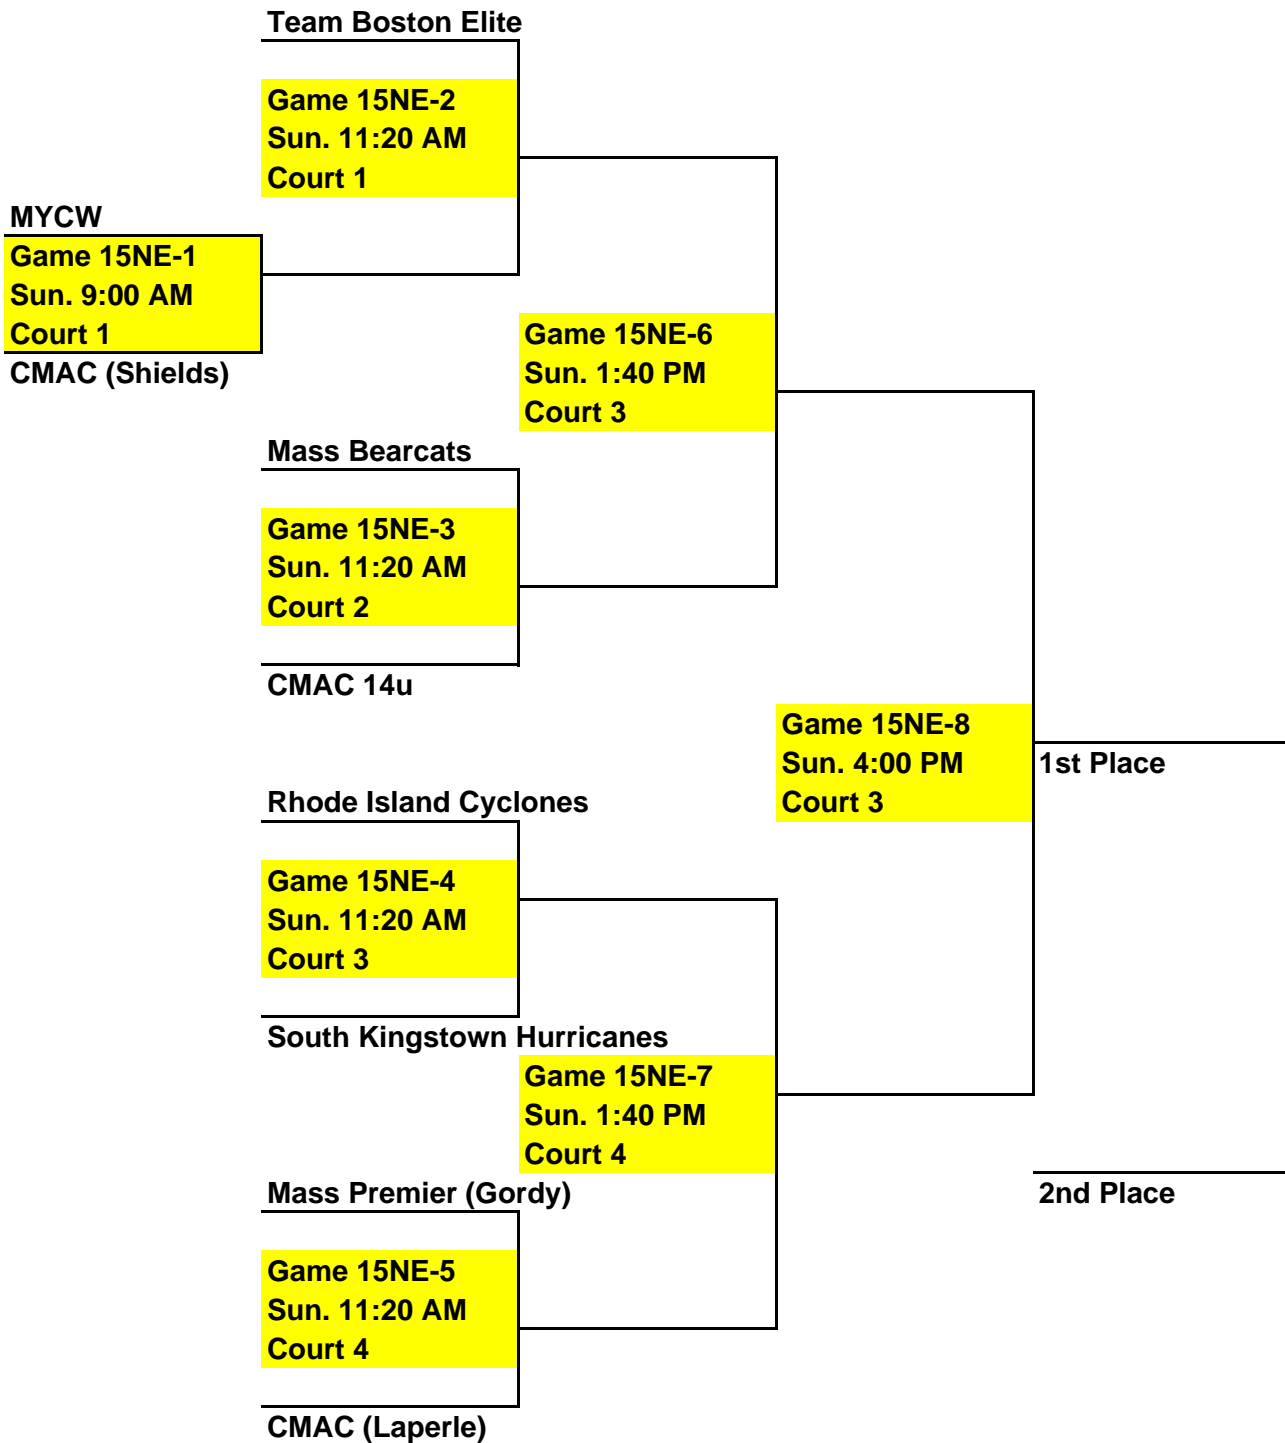 Team Boston Elite
Game 15NE-2
Sun. 11:20 AM
Court 1
MYCW
Game 15NE-1
Sun. 9:00 AM
Court 1
CMAC (Shields)
Game 15NE-6
Sun. 1:40 PM
Court 3
Mass Bearcats
Game 15NE-3
Sun. 11:20 AM
Court 2
CMAC 14u
Game 15NE-8
Sun. 4:00 PM
Court 3
1st Place
Rhode Island Cyclones
Game 15NE-4
Sun. 11:20 AM
Court 3
South Kingstown Hurricanes
Game 15NE-7
Sun. 1:40 PM
Court 4
Mass Premier (Gordy)
2nd Place
Game 15NE-5
Sun. 11:20 AM
Court 4
CMAC (Laperle)